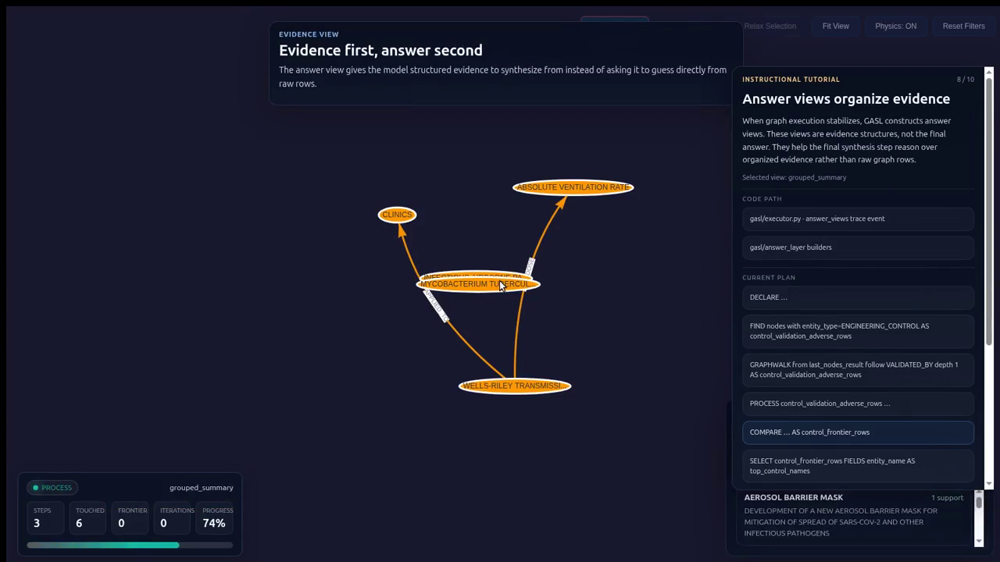 EVIDENCE VIEW
Evidence first, answer second
The answer view gives the model structured evidence to synthesize from instead of asking it to guess directly from
raw rows.
Relax Selection
Fit View
Physics: ON
Reset Filters
INSTRUCTIONAL TUTORIAL
8 / 10
Answer views organize evidence
When graph execution stabilizes, GASL constructs answer
views. These views are evidence structures, not the final
answer. They help the final synthesis step reason over
organized evidence rather than raw graph rows.
Selected view: grouped_summary
CODE PATH
gasl/executor.py · answer_views trace event
gasl/answer_layer builders
CURRENT PLAN
DECLARE …
FIND nodes with entity_type=ENGINEERING_CONTROL AS
control_validation_adverse_rows
GRAPHWALK from last_nodes_result follow VALIDATED_BY depth 1
AS control_validation_adverse_rows
PROCESS control_validation_adverse_rows …
COMPARE … AS control_frontier_rows
SELECT control_frontier_rows FIELDS entity_name AS
top_control_names
AEROSOL BARRIER MASK
1 support
DEVELOPMENT OF A NEW AEROSOL BARRIER MASK FOR
MITIGATION OF SPREAD OF SARS-COV-2 AND OTHER
INFECTIOUS PATHOGENS
ABSOLUTE VENTILATION RATE
CLINICS
MYCOBACTERIUM TUBERCUL...
WELLS-RILEY TRANSMISSI...
PROCESS
grouped_summary
STEPS
3
TOUCHED
6
FRONTIER
0
ITERATIONS
0
PROGRESS
74%